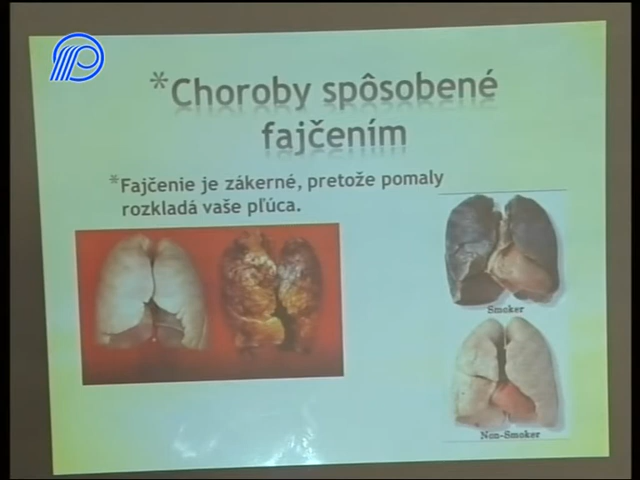 *Choroby spôsobené
fajčením
*Fajčenie je zákerné, pretože pomaly
rozkladá vaše pľúca.
Smoker
Non-Smoker